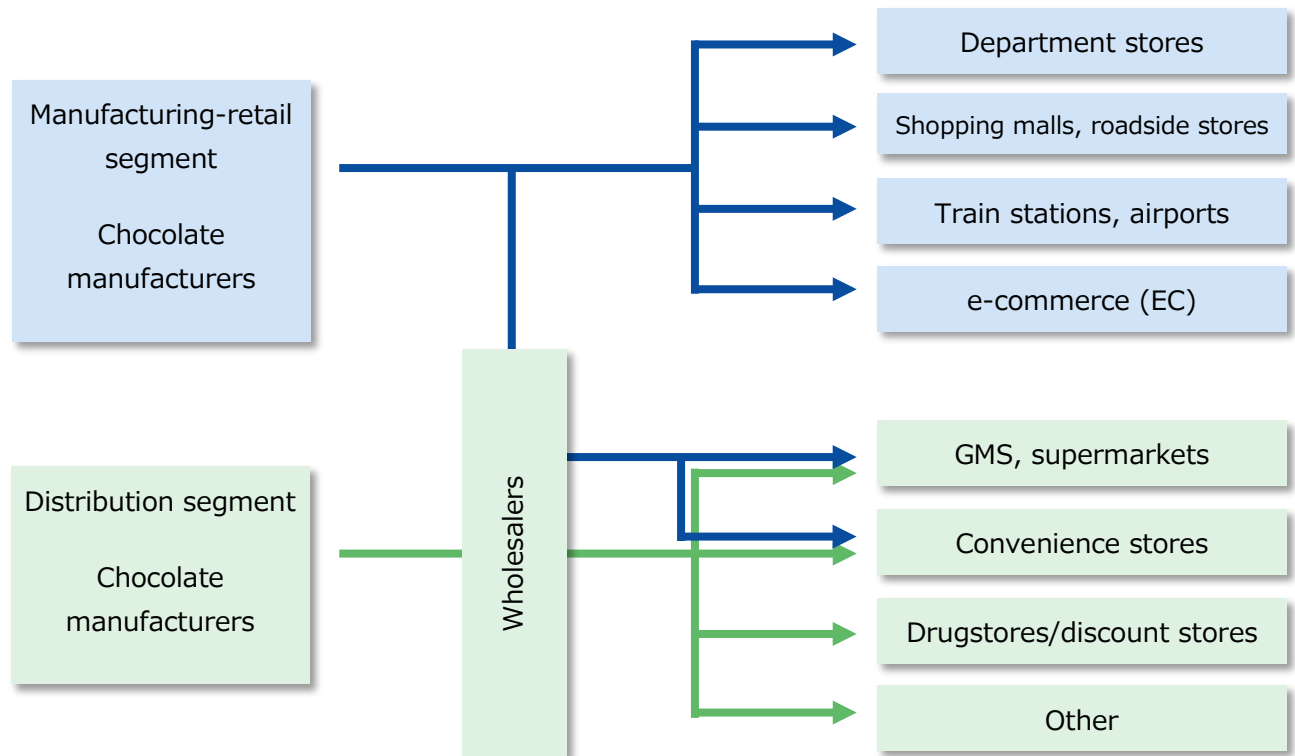 Manufacturing-retail
segment
Chocolate
manufacturers
Department stores
Shopping malls, roadside stores
Train stations, airports
e-commerce (EC)
Distribution segment
Chocolate
manufacturers
Wholesalers
GMS, supermarkets
Convenience stores
Drugstores/discount stores
Other